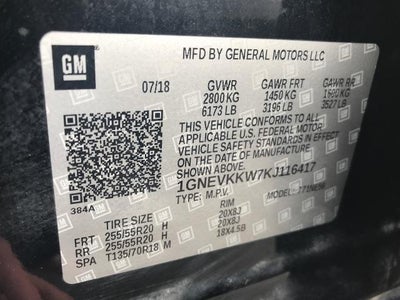 GM
MFD BY GENERAL MOTORS LLC
07/18 GVWR GAWR FRT GAWR RR
2800 KG 1450 KG 1600 KG
6173 LB 3196 LB 3527 LB
THIS VEHICLE CONFORMS TO ALL
APPLICABLE U.S. FEDERAL MOTOR
VEHICLE SAFETY STANDARDS IN EFFECT
ON THE DATE OF MANUFACTURE SHOWN ABOVE.
1GNEVKKW7KJ116417
384A TYPE: M.P.V. MODEL:
TIRE SIZE RIM
FRT 255/55R20 H 20X8J
RR 255/55R20 H 20X8J
SPA T135/70R18 M 18X4.5B